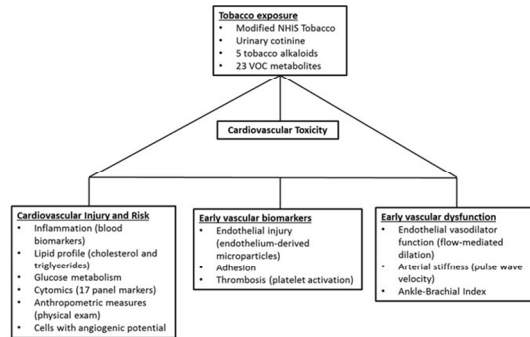 Tobacco exposure
• Modified NHIS Tobacco
• Urinary cotinine
• 5 tobacco alkaloids
• 23 VOC metabolites
Cardiovascular Toxicity
Cardiovascular Injury and Risk
• Inflammation (blood
biomarkers)
• Lipid profile (cholesterol and
triglycerides)
• Glucose metabolism
• Cytomics (17 panel markers)
• Anthropometric measures
(physical exam)
• Cells with angiogenic potential
Early vascular biomarkers
• Endothelial injury
(endothelium-derived
microparticles)
• Adhesion
• Thrombosis (platelet activation)
Early vascular dysfunction
• Endothelial vasodilator
function (flow-mediated
dilation)
• Arterial stiffness (pulse wave
velocity)
• Ankle-Brachial Index